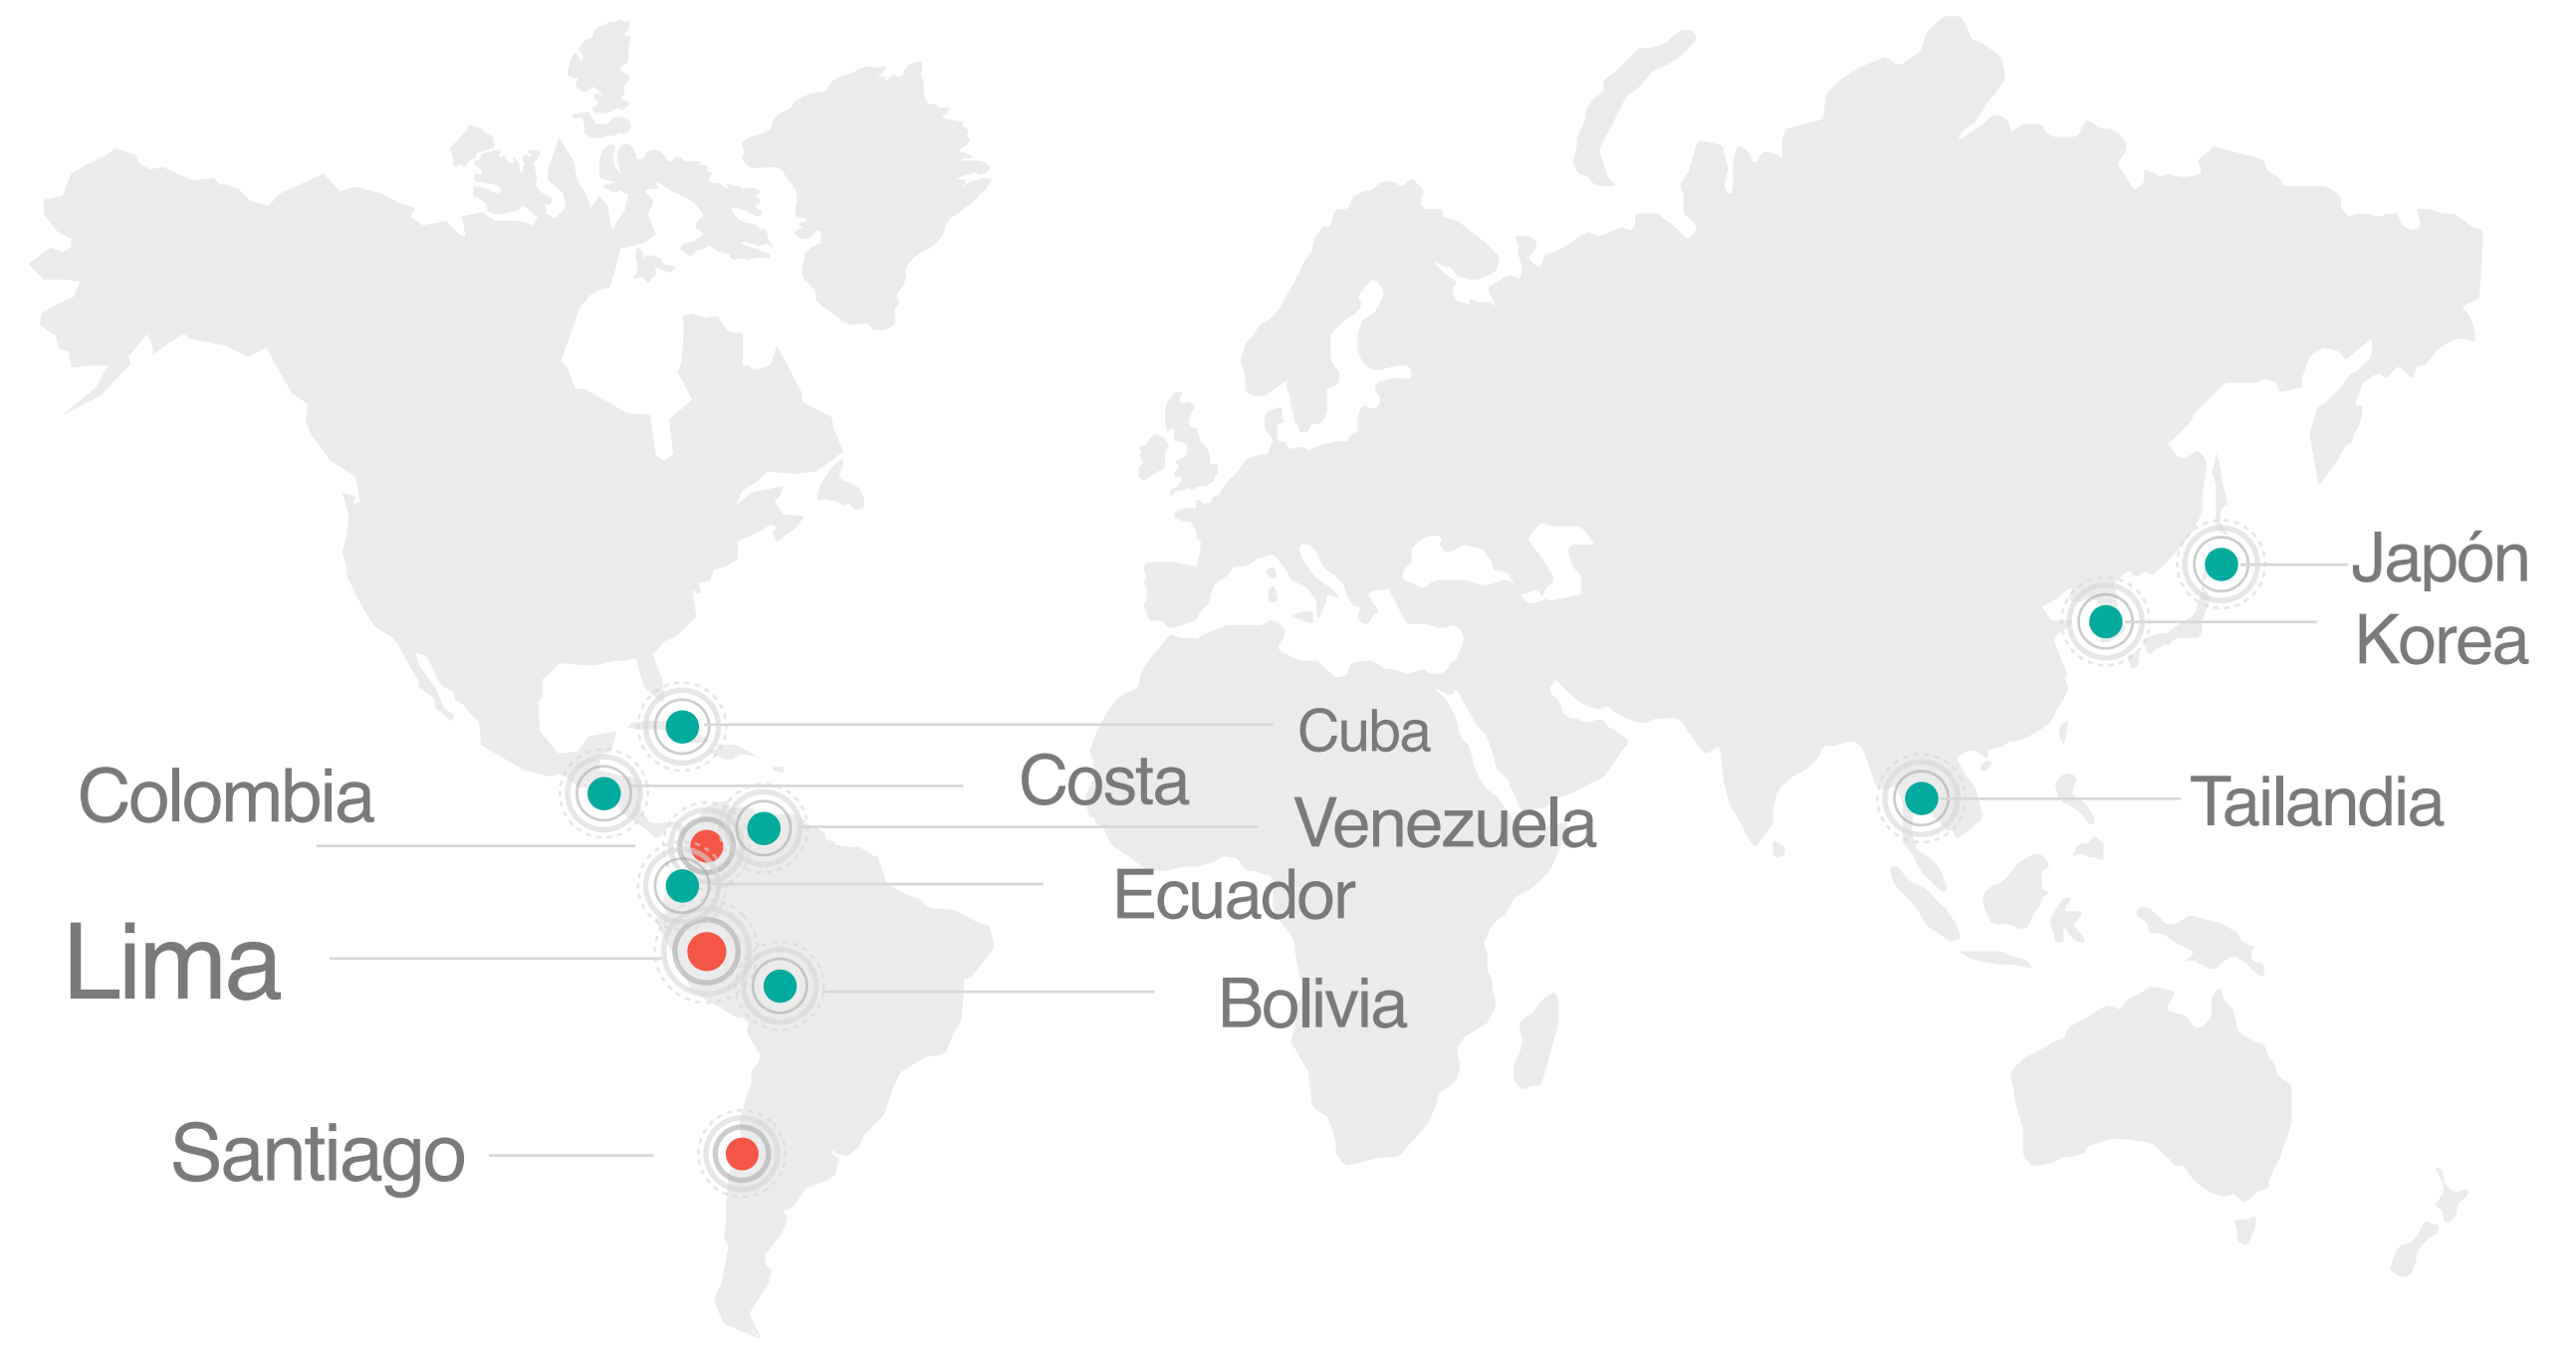 Japón
Korea
Cuba
Costa
Colombia
Venezuela
Tailandia
Ecuador
Lima
Bolivia
Santiago